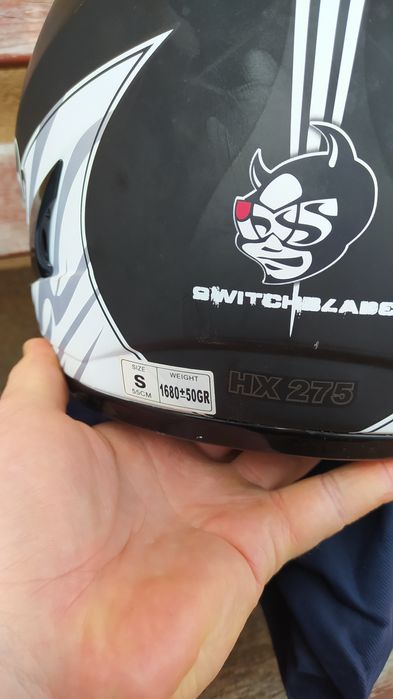 SWITCHBLADE
SIZE
S
55CM
WEIGHT
1680±50GR
HX 275